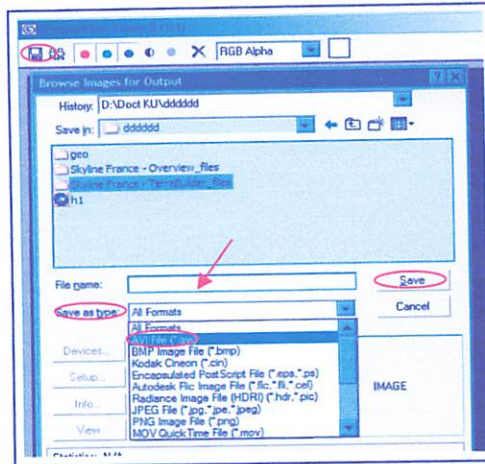 RGB Alpha
Browse Images for Output
History: D:\Doct KU\dddddd
Save in: dddddd
geo
Skyline France - Overview_files
Skyline France - TerraBuilder_files
h1
File name:
Save
Save as type: All Formats
Cancel
All Formats
AVI File (*.avi)
BMP Image File (*.bmp)
Devices...
Kodak Cineon (*.cin)
Encapsulated PostScript File (*.eps,*.ps)
Setup...
Autodesk Flic Image File (*.flc,*.fli,*.cel)
IMAGE
Radiance Image File (HDRI) (*.hdr,*.pic)
Info...
JPEG File (*.jpg,*.jpe,*.jpeg)
PNG Image File (*.png)
View
MOV QuickTime File (*.mov)
N/A